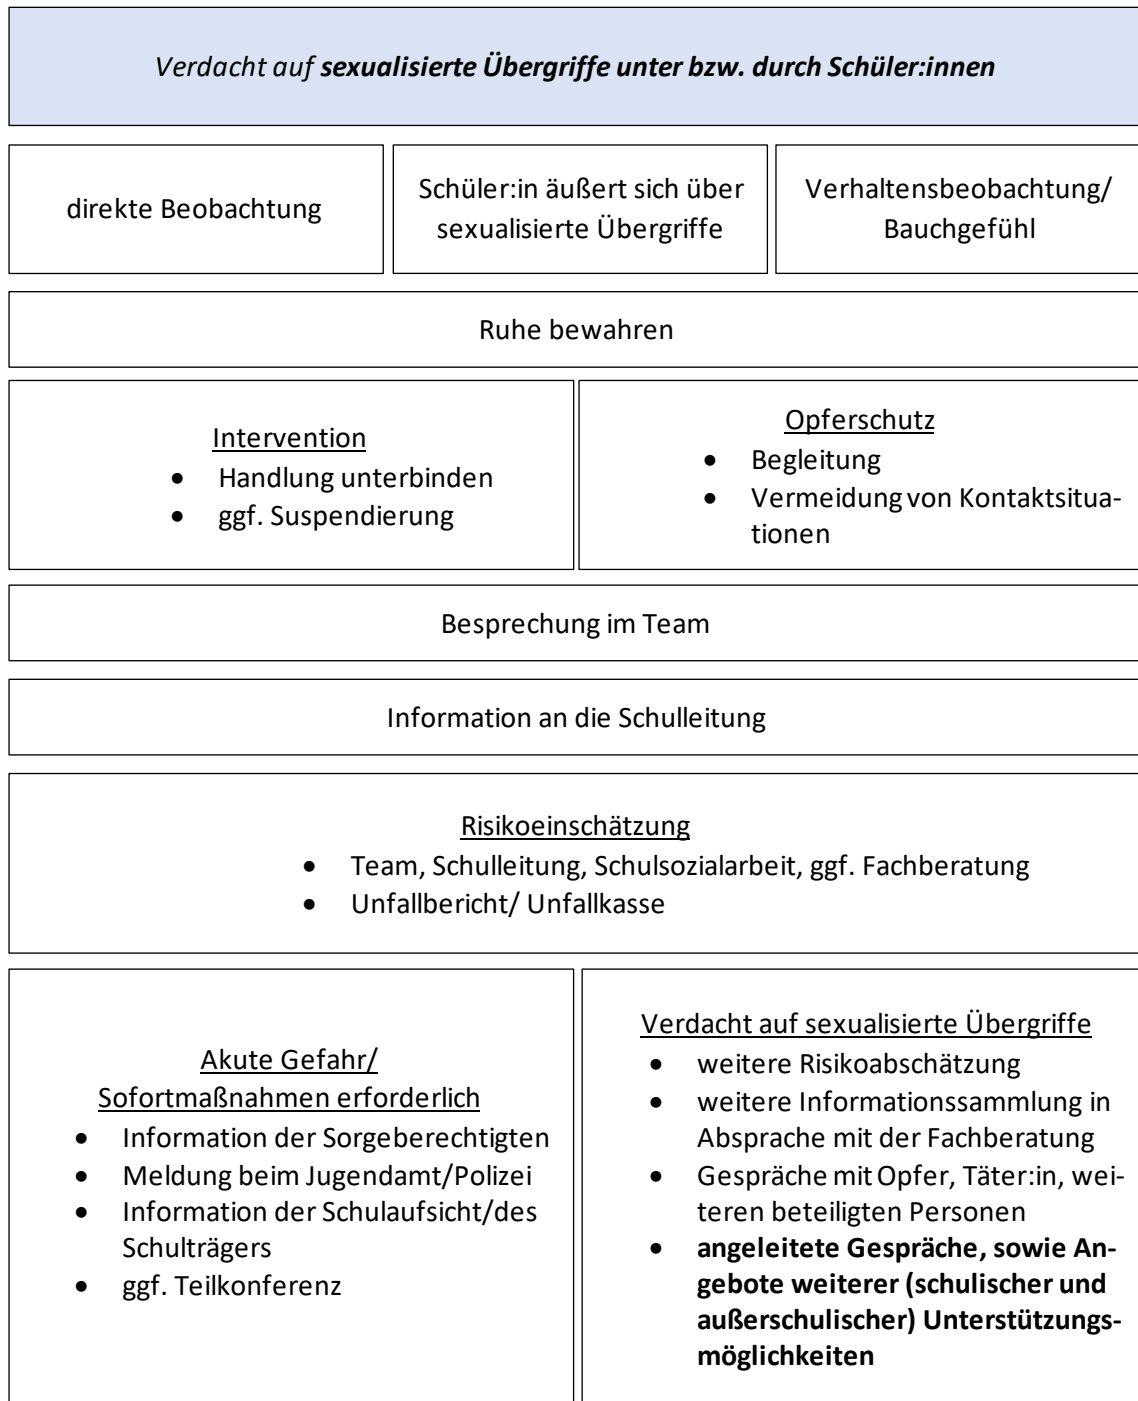 Verdacht auf sexualisierte Übergriffe unter bzw. durch Schüler:innen
direkte Beobachtung
Schüler:in äußert sich über
sexualisierte Übergriffe
Verhaltensbeobachtung/
Bauchgefühl
Ruhe bewahren
Intervention
• Handlung unterbinden
• ggf. Suspendierung
Opferschutz
• Begleitung
• Vermeidung von Kontaktsitua-
tionen
Besprechung im Team
Information an die Schulleitung
Risikoeinschätzung
• Team, Schulleitung, Schulsozialarbeit, ggf. Fachberatung
• Unfallbericht/ Unfallkasse
Akute Gefahr/
Sofortmaßnahmen erforderlich
• Information der Sorgeberechtigten
• Meldung beim Jugendamt/Polizei
• Information der Schulaufsicht/des
Schulträgers
• ggf. Teilkonferenz
Verdacht auf sexualisierte Übergriffe
• weitere Risikoabschätzung
• weitere Informationssammlung in
Absprache mit der Fachberatung
• Gespräche mit Opfer, Täter:in, wei-
teren beteiligten Personen
• angeleitete Gespräche, sowie An-
gebote weiterer (schulischer und
außerschulischer) Unterstützungs-
möglichkeiten